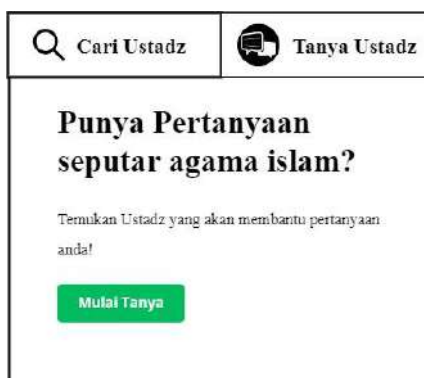 Cari Ustadz
Tanya Ustadz
Punya Pertanyaan
seputar agama islam?
Temukan Ustadz yang akan membantu pertanyaan
anda!
Mulai Tanya